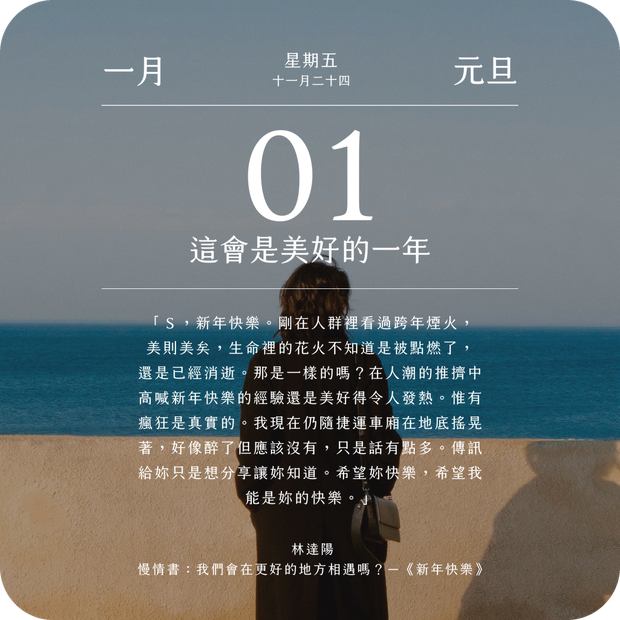 一月
星期五
十一月二十四
元旦
01
這會是美好的一年
「S，新年快樂。剛在人群裡看過跨年煙火，
美則美矣，生命裡的花火不知道是被點燃了，
還是已經消逝。那是一樣的嗎？在人潮的推擠中
高喊新年快樂的經驗還是美好得令人發熱。惟有
瘋狂是真實的。我現在仍隨捷運車廂在地底搖晃
著，好像醉了但應該沒有，只是話有點多。傳訊
給妳只是想分享讓妳知道。希望妳快樂，希望我
能是妳的快樂。」
林達陽
慢情書：我們會在更好的地方相遇嗎？—《新年快樂》